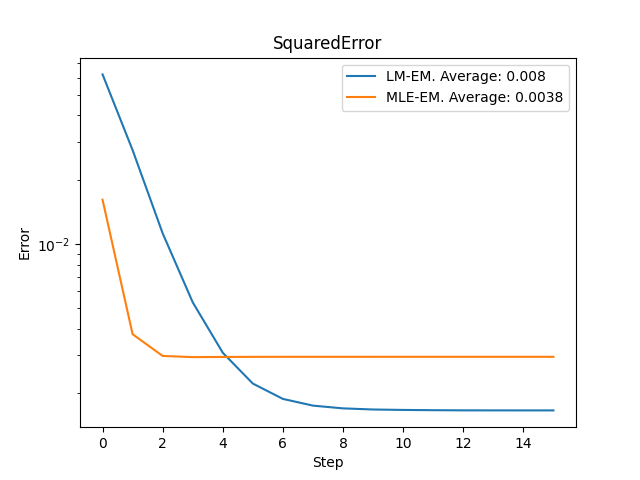 SquaredError
LM-EM. Average: 0.008
MLE-EM. Average: 0.0038
Error
10⁻²
0 2 4 6 8 10 12 14
Step